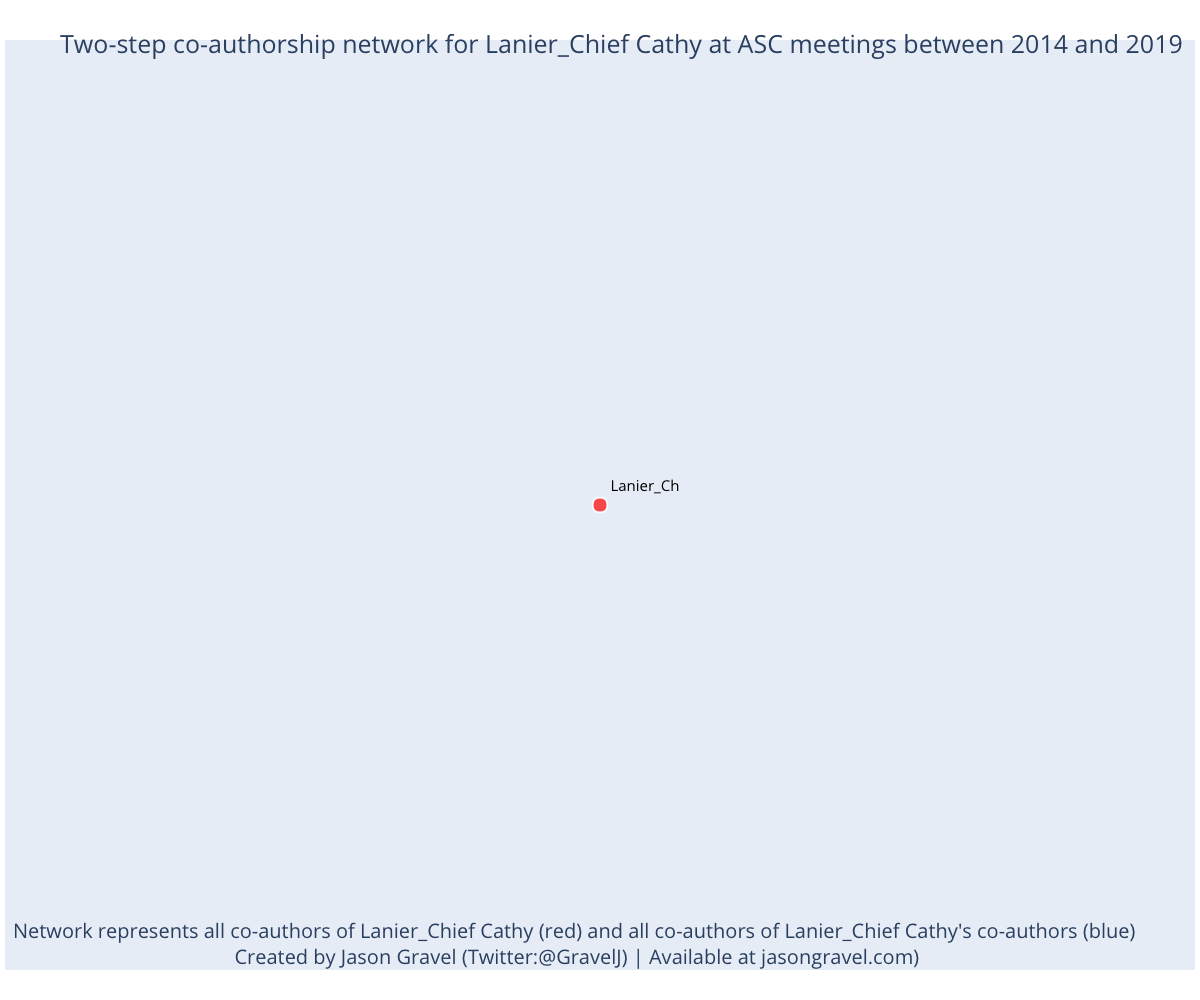 Two-step co-authorship network for Lanier_Chief Cathy at ASC meetings between 2014 and 2019
Lanier_Ch
Network represents all co-authors of Lanier_Chief Cathy (red) and all co-authors of Lanier_Chief Cathy's co-authors (blue)
Created by Jason Gravel (Twitter:@GravelJ) | Available at jasongravel.com)